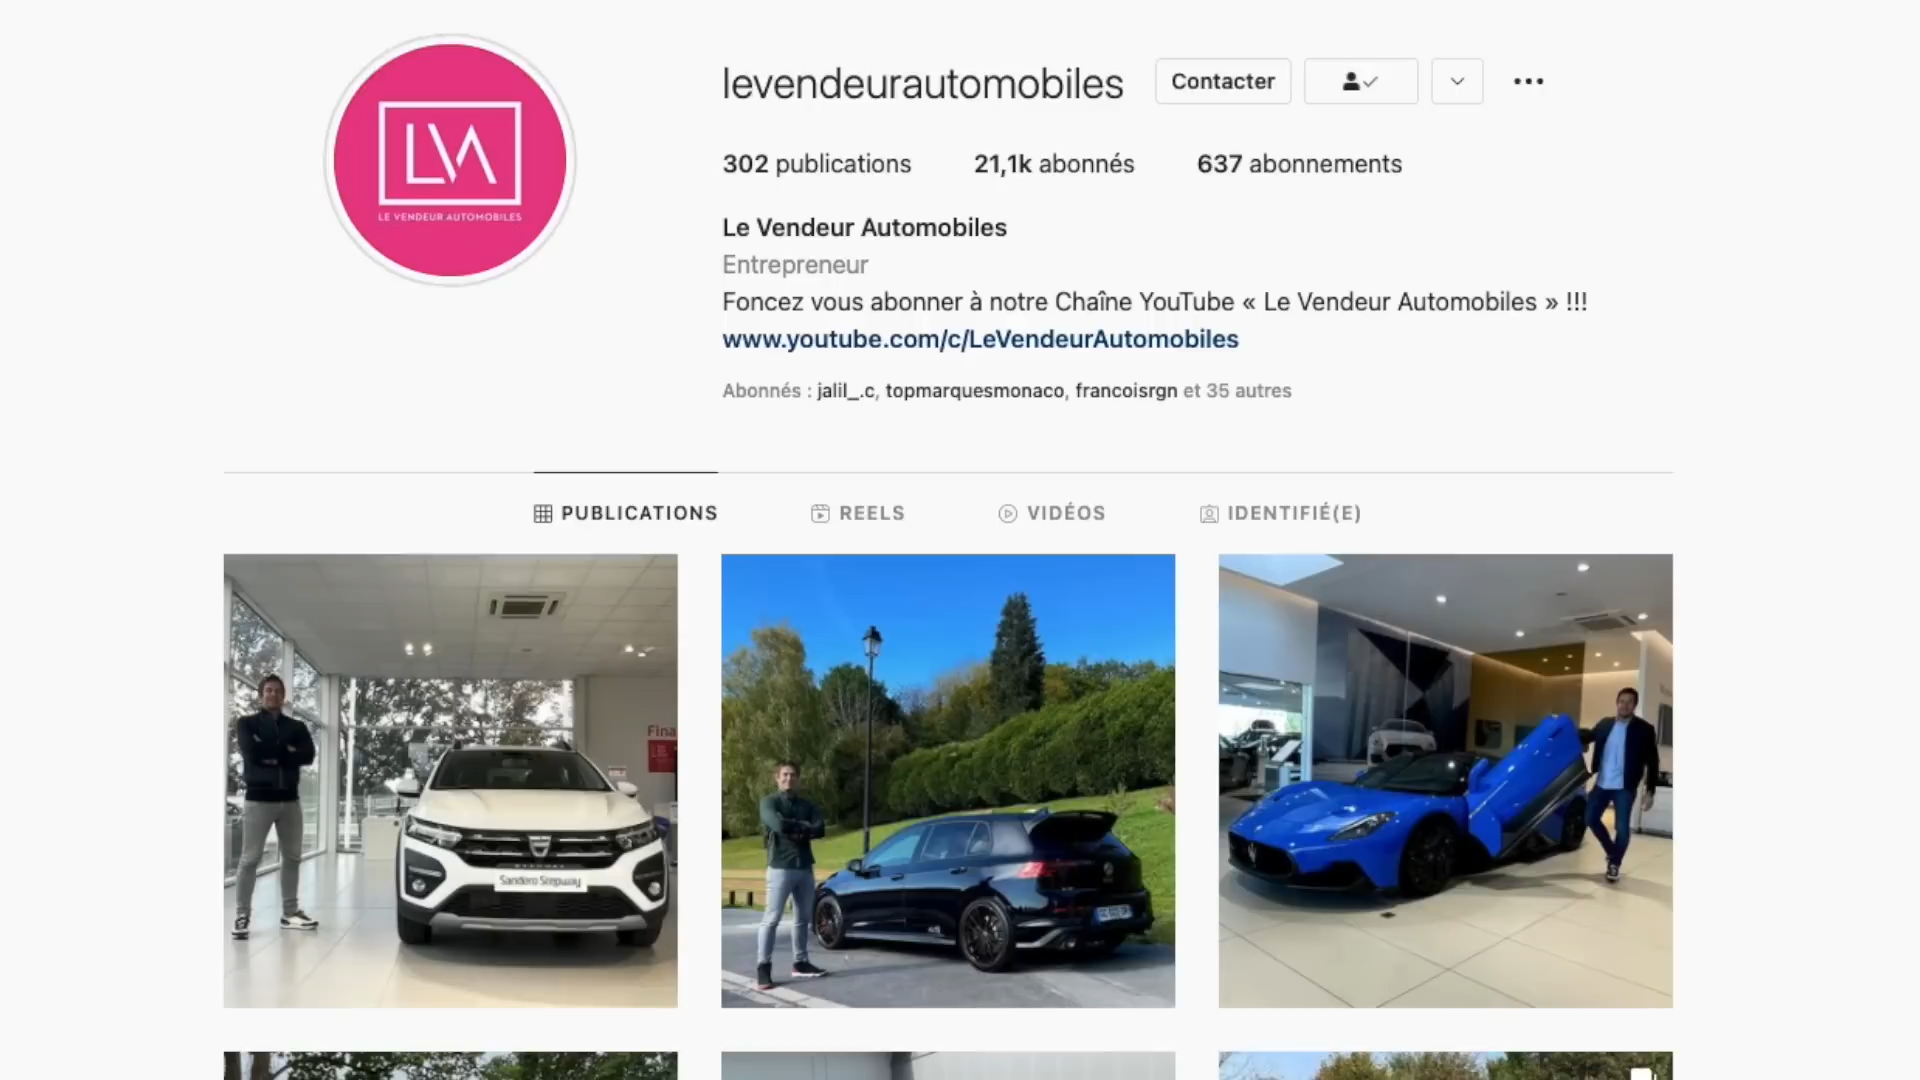 levendeurautomobiles
Contacter
302 publications
21,1k abonnés
637 abonnements
LVA
LE VENDEUR AUTOMOBILES
Le Vendeur Automobiles
Entrepreneur
Foncez vous abonner à notre Chaîne YouTube « Le Vendeur Automobiles » !!!
www.youtube.com/c/LeVendeurAutomobiles
Abonnés : jalil_.c, topmarquesmonaco, francoisrgn et 35 autres
PUBLICATIONS
REELS
VIDÉOS
IDENTIFIÉ(E)
Fina
Sandero Stepway